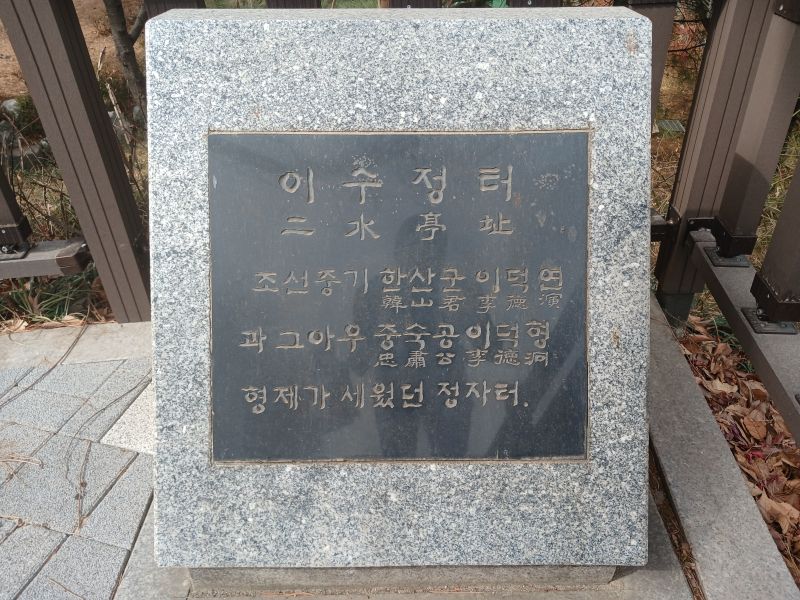 이수정터
二水亭址
조선중기 한산군 이덕연
韓山君 李德演
과 그아우 충숙공 이덕형
忠肅公 李德泂
형제가 세웠던 정자터.